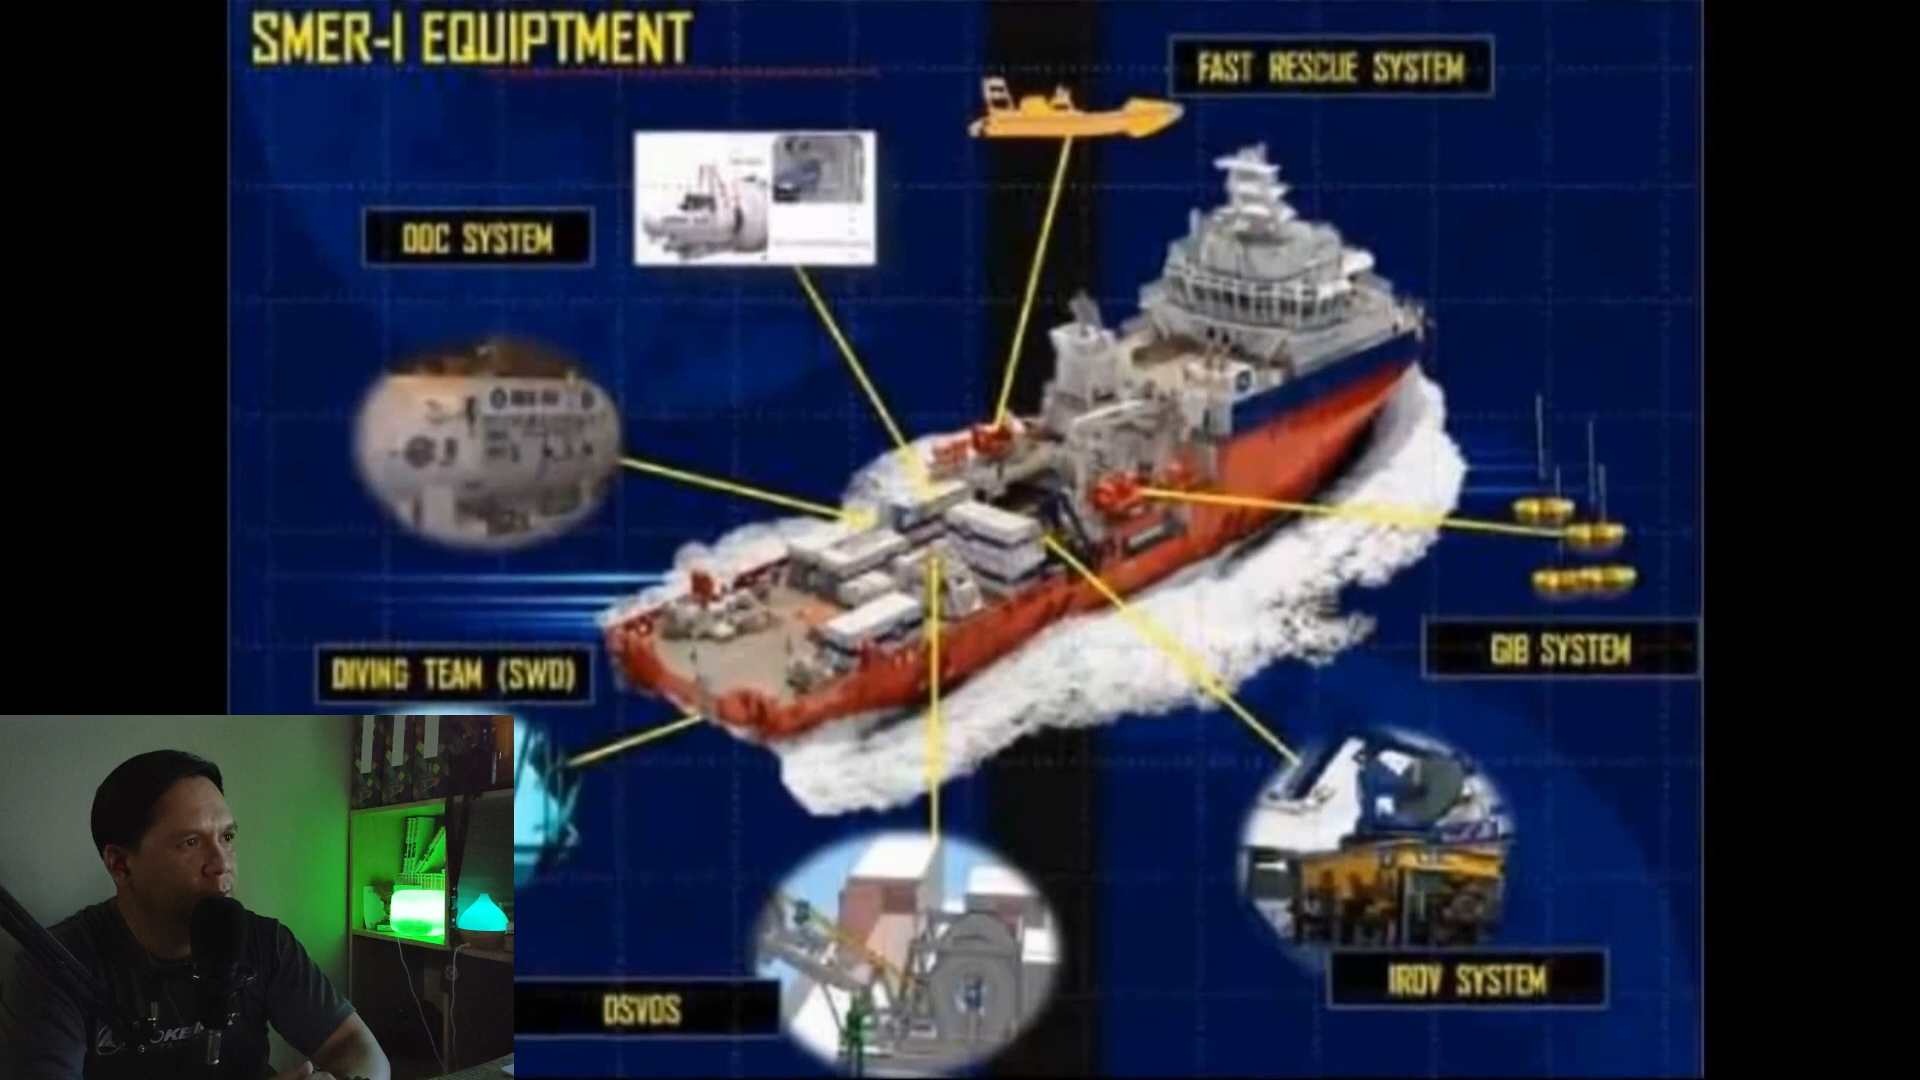 SMER-I EQUIPTMENT
FAST RESCUE SYSTEM
DDC SYSTEM
DIVING TEAM (SWD)
GIB SYSTEM
IROV SYSTEM
DSVDS